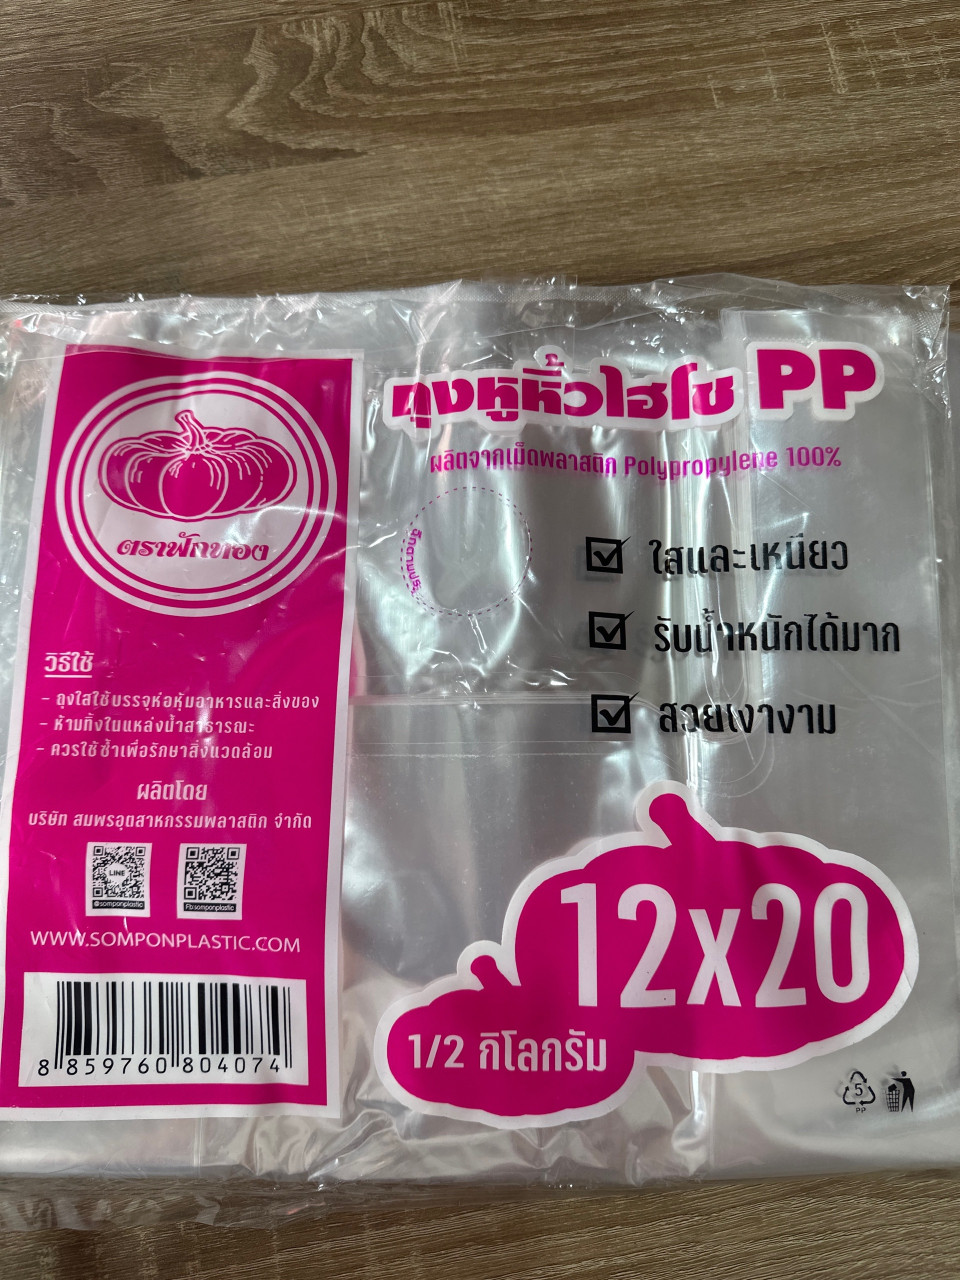 ตราฟักทอง
วิธีใช้
- ถุงใสใช้บรรจุห่อหุ้มอาหารและสิ่งของ
- ห้ามทิ้งในแหล่งน้ำสาธารณะ
- ควรใช้ซ้ำเพื่อรักษาสิ่งแวดล้อม
ผลิตโดย
บริษัท สมพรอุตสาหกรรมพลาสติก จำกัด
LINE
@somponplastic
Fb:somponplastic
WWW.SOMPONPLASTIC.COM
8 859760 804074
ถุงหูหิ้วไฮโซ PP
ผลิตจากเม็ดพลาสติก Polypropylene 100%
ฉีกตามปรุ
ใสและเหนียว
รับน้ำหนักได้มาก
สวยเงางาม
12x20
1/2 กิโลกรัม
5
PP